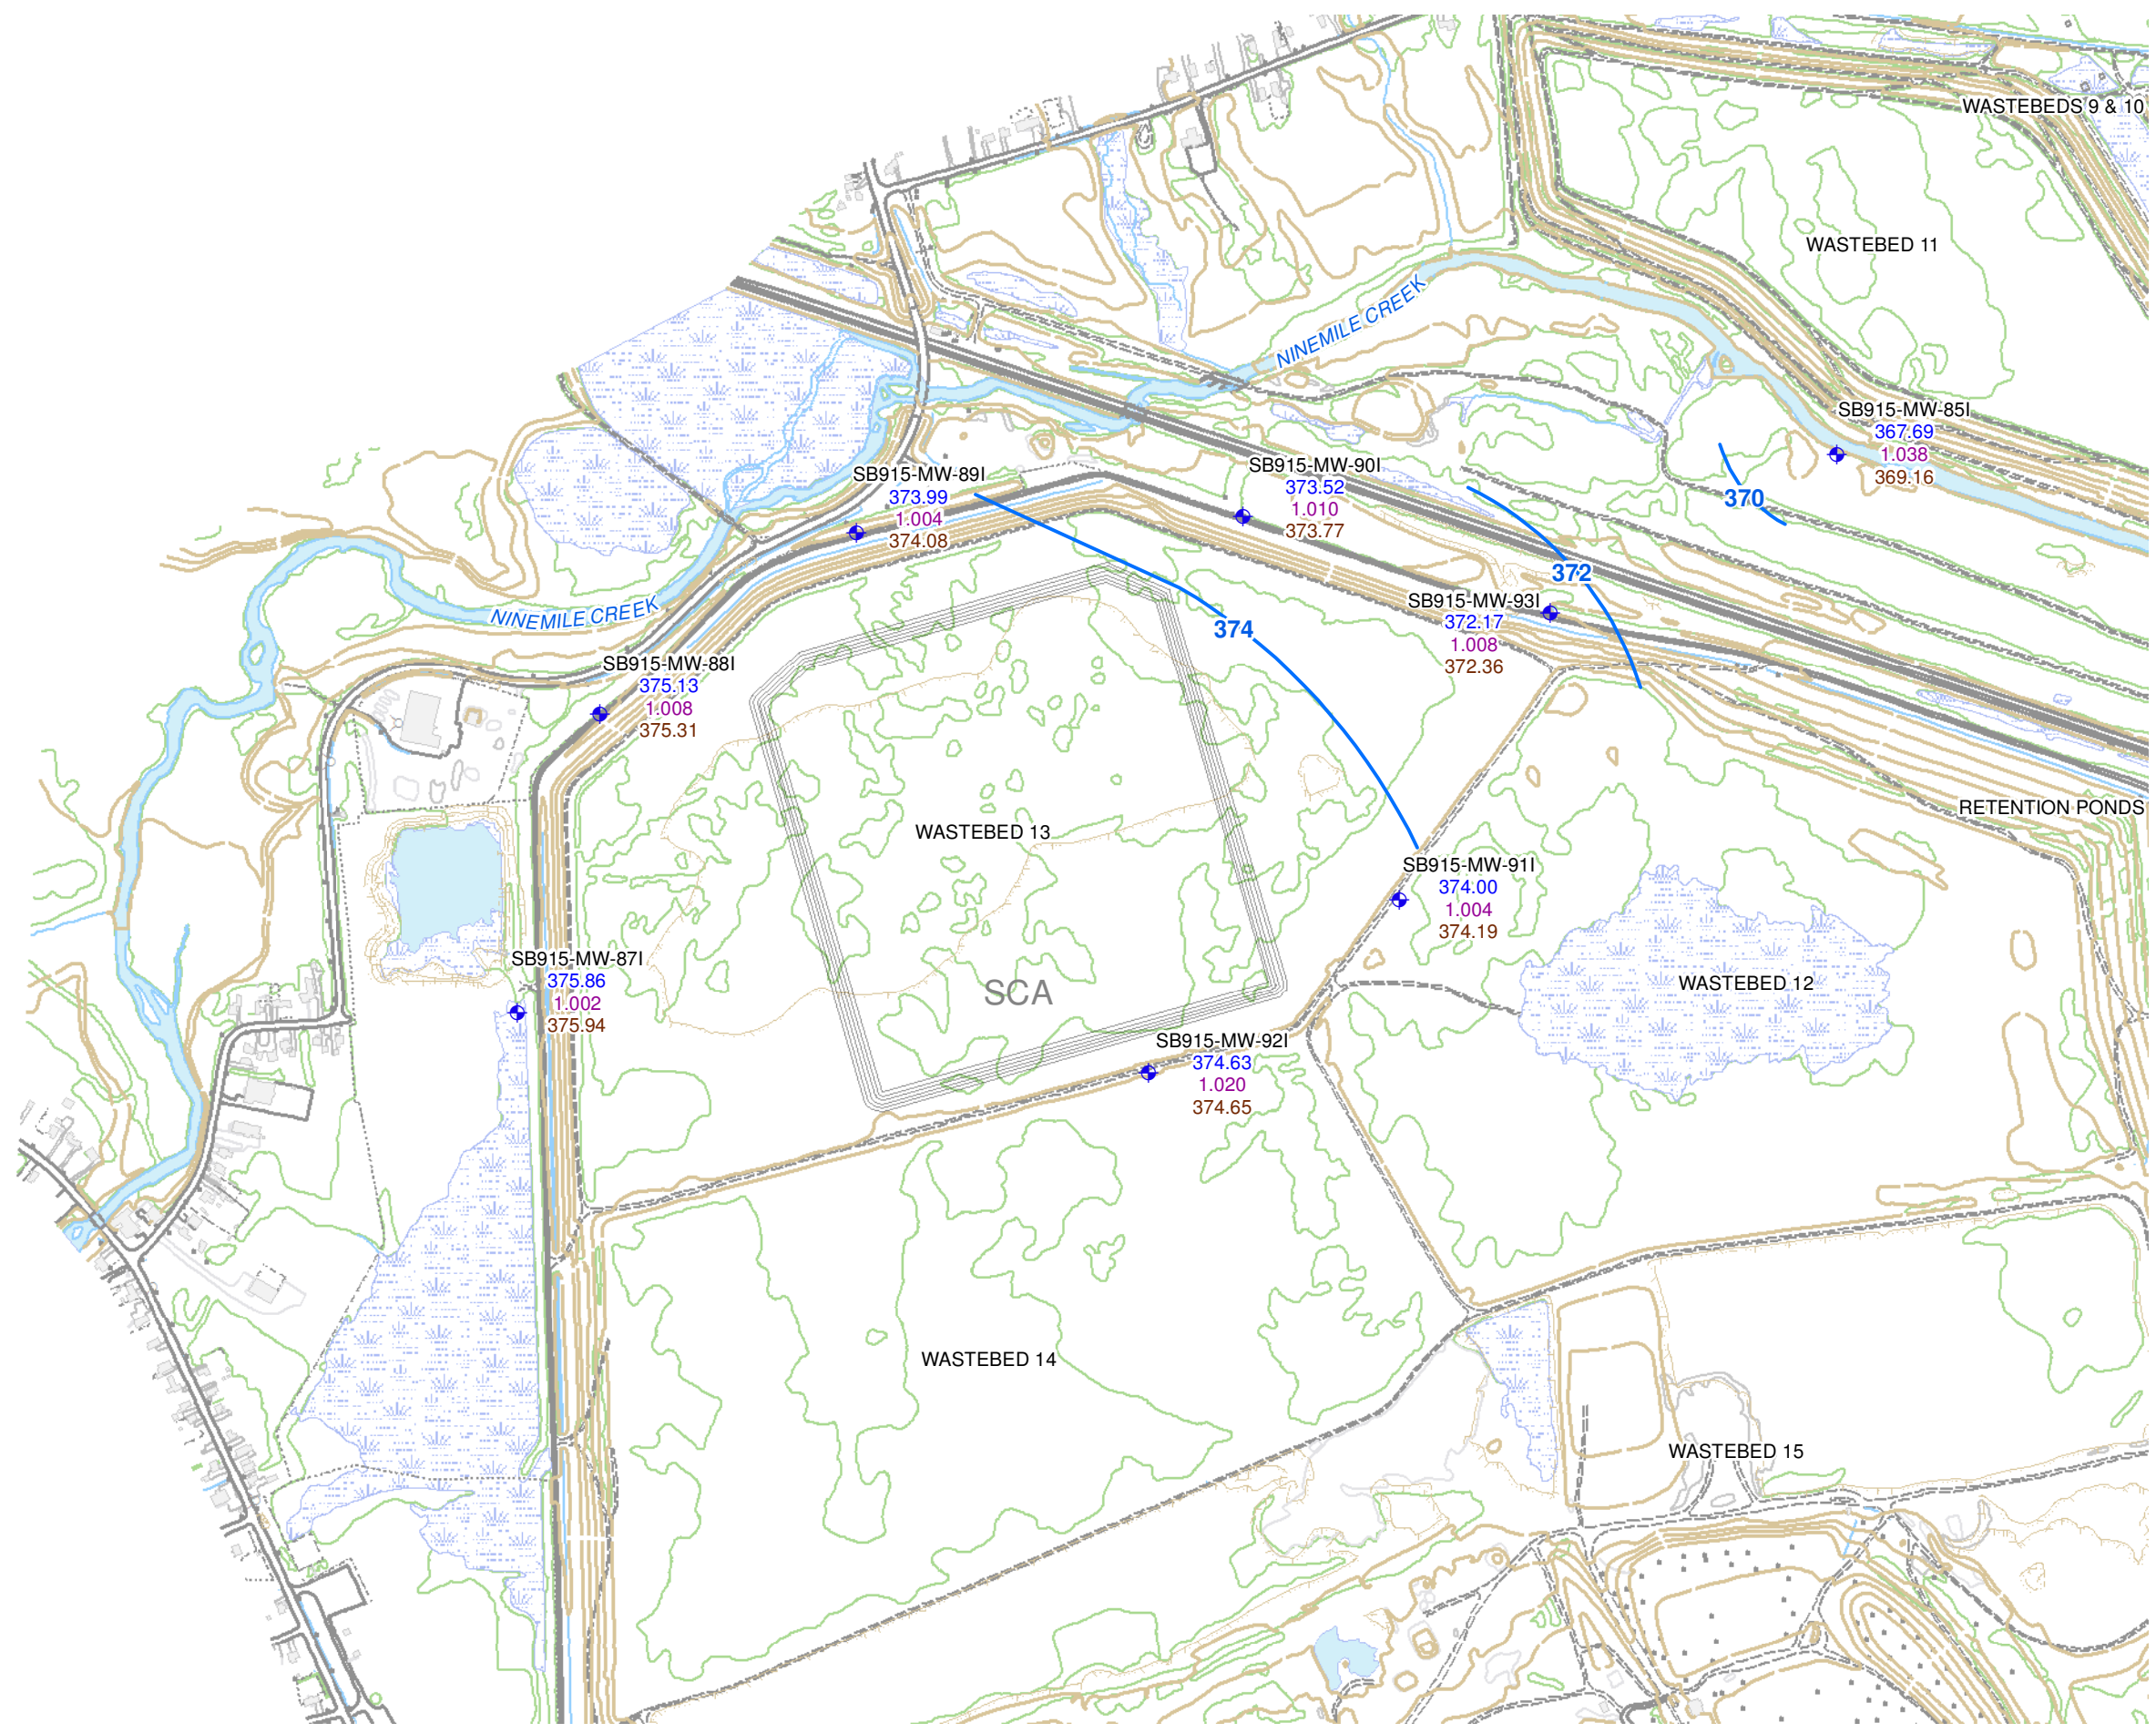 WASTEBEDS 9 & 10
WASTEBED 11
NINEMILE CREEK
SB915-MW-85I
367.69
1.038
369.16
SB915-MW-89I
373.99
1.004
374.08
SB915-MW-90I
373.52
1.010
373.77
370
372
SB915-MW-93I
372.17
1.008
372.36
NINEMILE CREEK
374
SB915-MW-88I
375.13
1.008
375.31
RETENTION PONDS
WASTEBED 13
SB915-MW-91I
374.00
1.004
374.19
SB915-MW-87I
375.86
1.002
375.94
SCA
WASTEBED 12
SB915-MW-92I
374.63
1.020
374.65
WASTEBED 14
WASTEBED 15